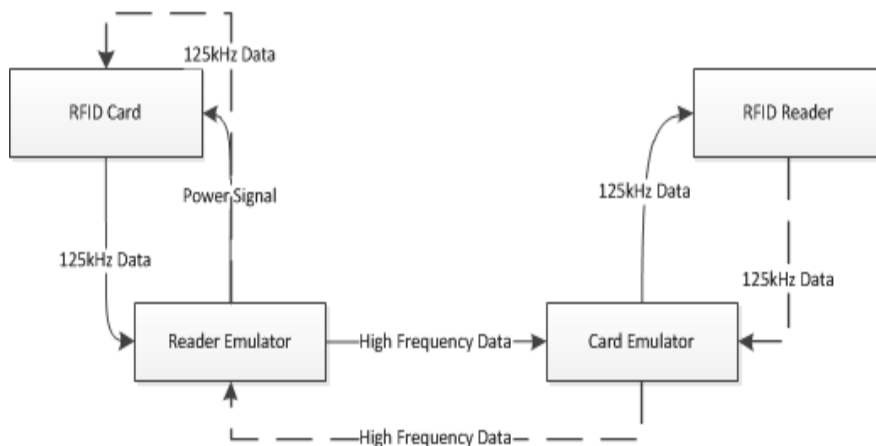 125kHz Data
RFID Card
RFID Reader
Power Signal
125kHz Data
125kHz Data
125kHz Data
Reader Emulator
High Frequency Data
Card Emulator
High Frequency Data